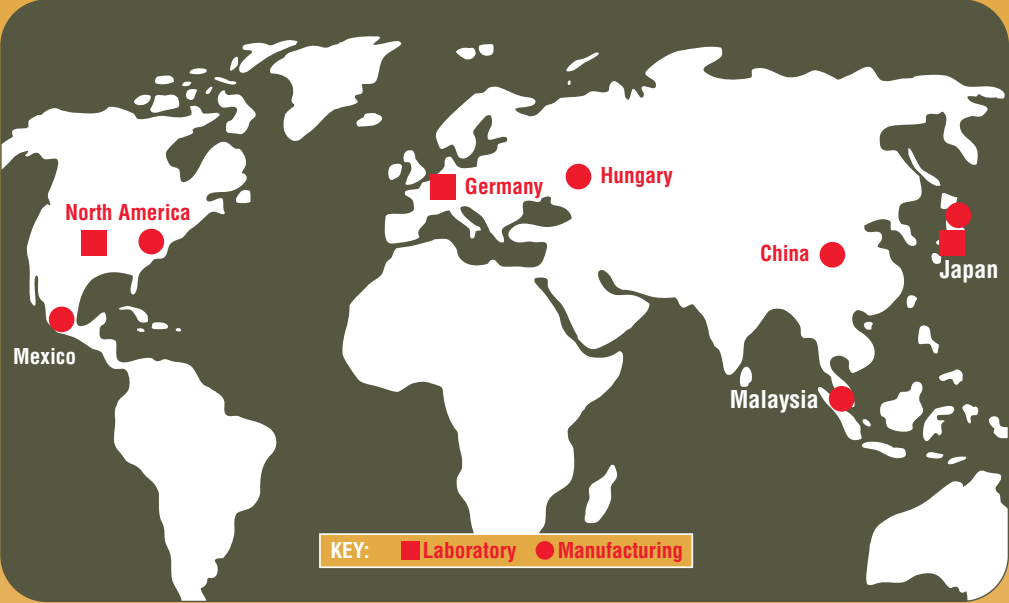 Hungary
Germany
North America
China
Japan
Mexico
Malaysia
KEY: Laboratory Manufacturing